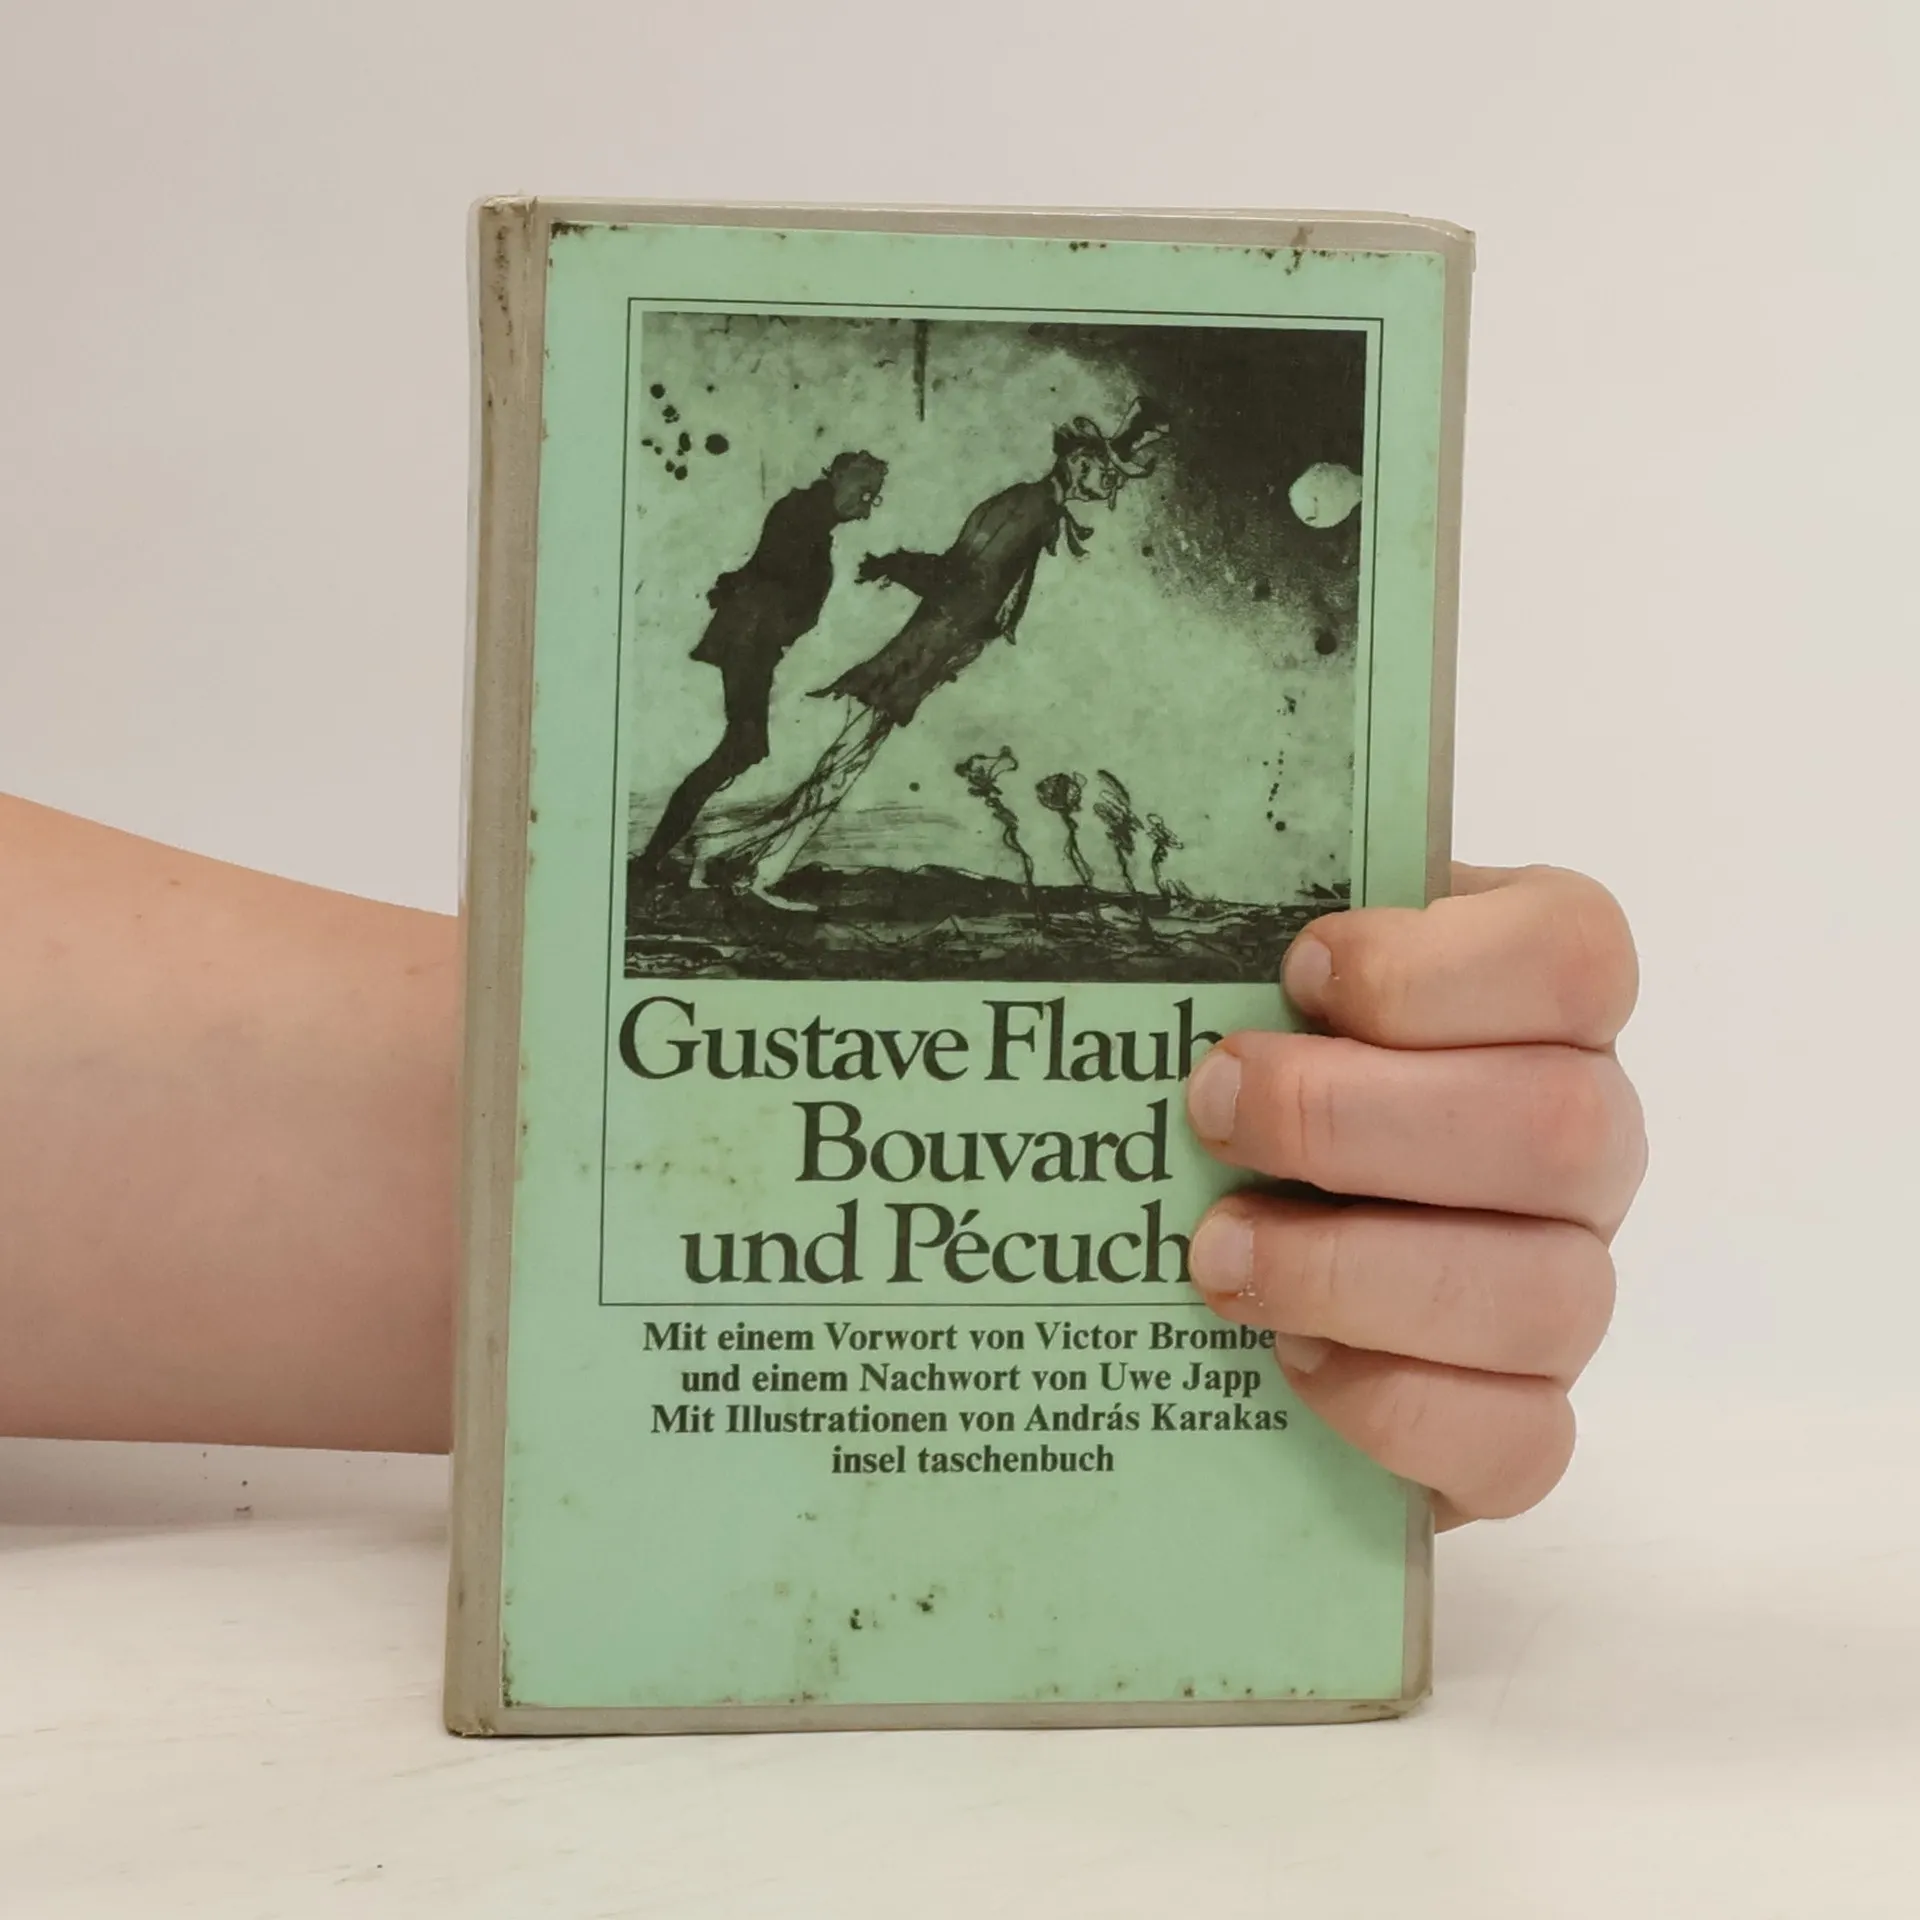 Gustave Flaub
Bouvard
und Pécuch
Mit einem Vorwort von Victor Brombe
und einem Nachwort von Uwe Japp
Mit Illustrationen von András Karakas
insel taschenbuch